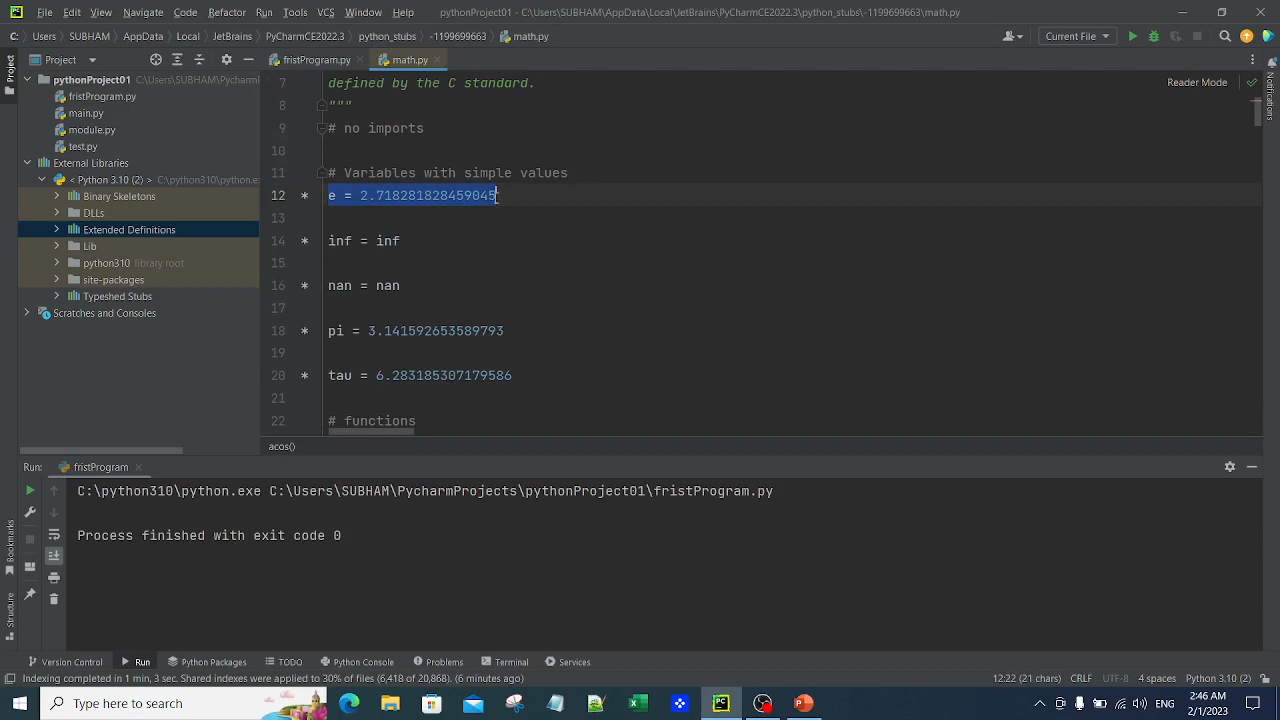 File Edit View Navigate Code Refactor Run Tools VCS Window Help pythonProject01 - C:\Users\SUBHAM\AppData\Local\JetBrains\PyCharmCE2022.3\python_stubs\-1199699663\math.py
C: Users SUBHAM AppData Local JetBrains PyCharmCE2022.3 python_stubs -1199699663 math.py Current File
Project fristProgram.py math.py
pythonProject01 C:\Users\SUBHAM\Pycharml
fristProgram.py
main.py
module.py
test.py
External Libraries
< Python 3.10 (2) > C:\python310\python.e
Binary Skeletons
DLLs
Extended Definitions
Lib
python310 library root
site-packages
Typeshed Stubs
Scratches and Consoles
7 defined by the C standard.
8 """
9 # no imports
10
11 # Variables with simple values
12 * e = 2.718281828459045
13
14 * inf = inf
15
16 * nan = nan
17
18 * pi = 3.141592653589793
19
20 * tau = 6.283185307179586
21
22 # functions
Reader Mode
acos()
Project
Bookmarks
Structure
Notifications
Run: fristProgram
C:\python310\python.exe C:\Users\SUBHAM\PycharmProjects\pythonProject01\fristProgram.py
Process finished with exit code 0
Version Control Run Python Packages TODO Python Console Problems Terminal Services
Indexing completed in 1 min, 3 sec. Shared indexes were applied to 30% of files (6,418 of 20,868). (6 minutes ago) 12:22 (21 chars) CRLF UTF-8 4 spaces Python 3.10 (2)
Type here to search
2:46 AM
2/1/2023